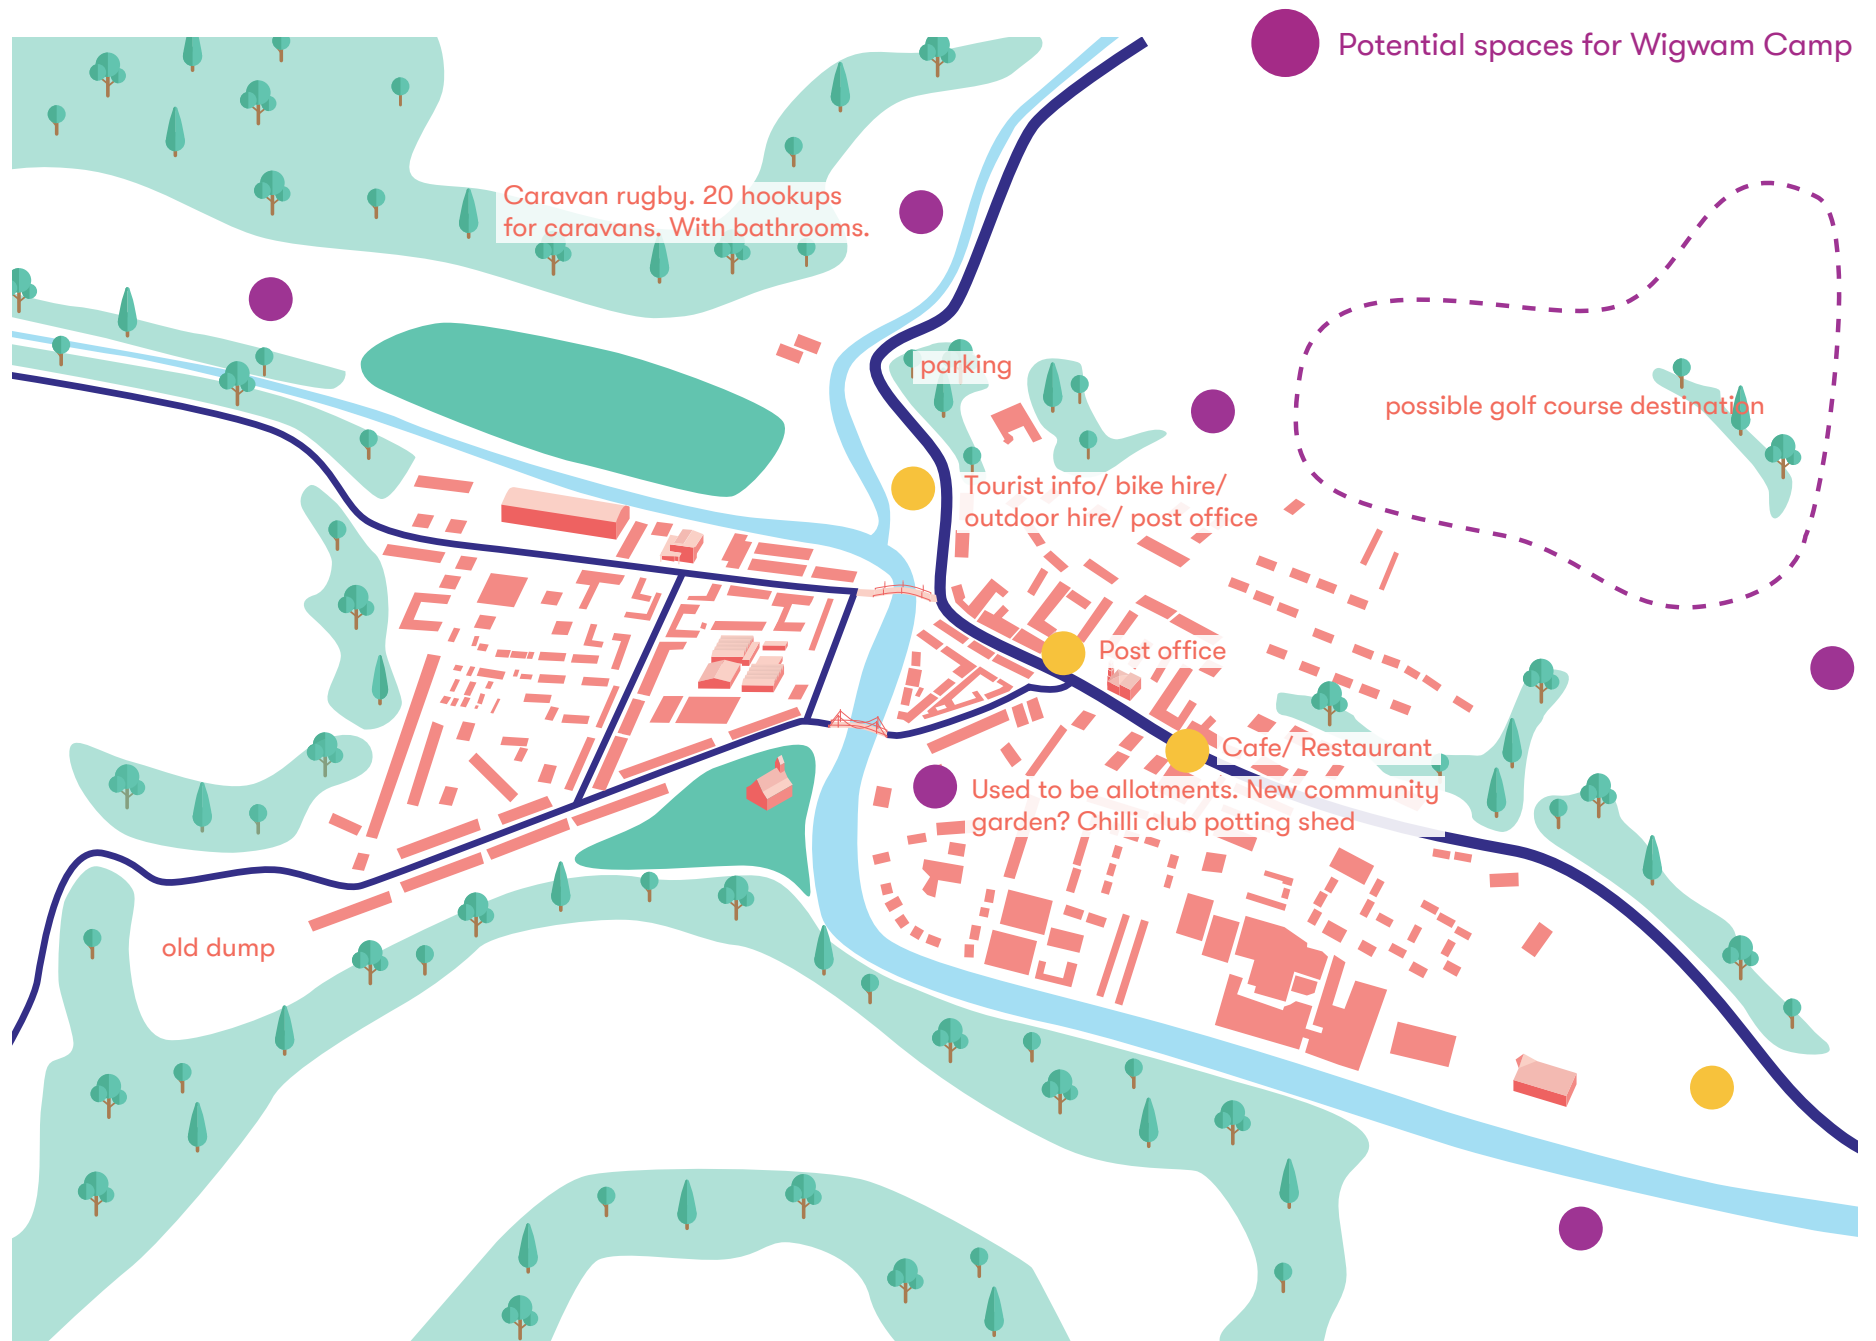 Potential spaces for Wigwam Camp
Caravan rugby. 20 hookups
for caravans. With bathrooms.
parking
possible golf course destination
Tourist info/ bike hire/
outdoor hire/ post office
Post office
Cafe/ Restaurant
Used to be allotments. New community
garden? Chilli club potting shed
old dump